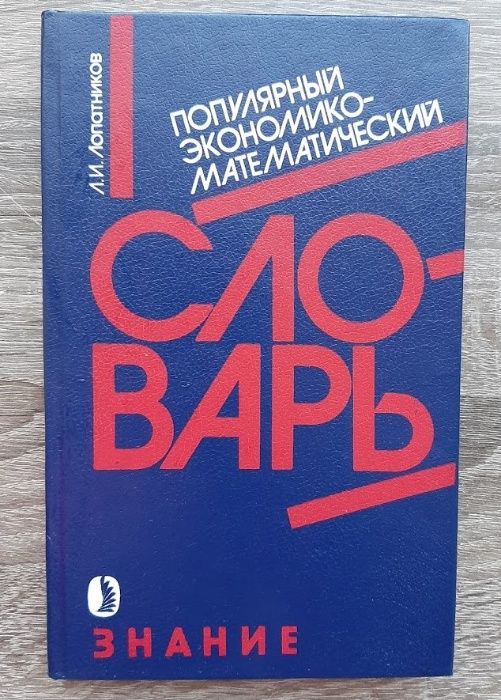 Л.И. Лопатников
ПОПУЛЯРНЫЙ
ЭКОНОМИКО-
МАТЕМАТИЧЕСКИЙ
СЛО-
ВАРЬ
ЗНАНИЕ